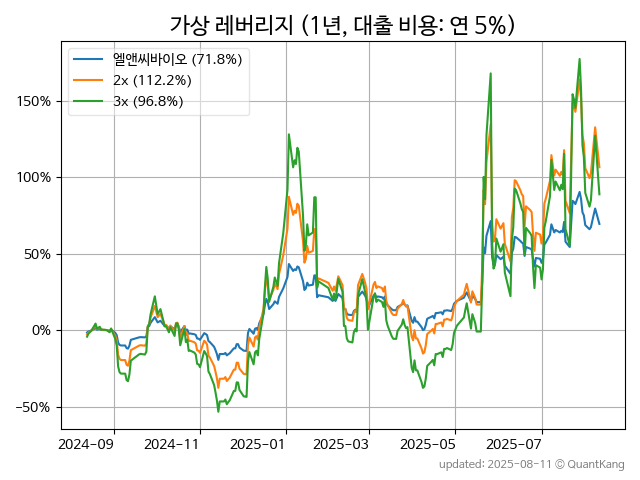 가상 레버리지 (1년, 대출 비용: 연 5%)
엘앤씨바이오 (71.8%)
2x (112.2%)
3x (96.8%)
150%
100%
50%
0%
−50%
2024-09 2024-11 2025-01 2025-03 2025-05 2025-07
updated: 2025-08-11 © QuantKang